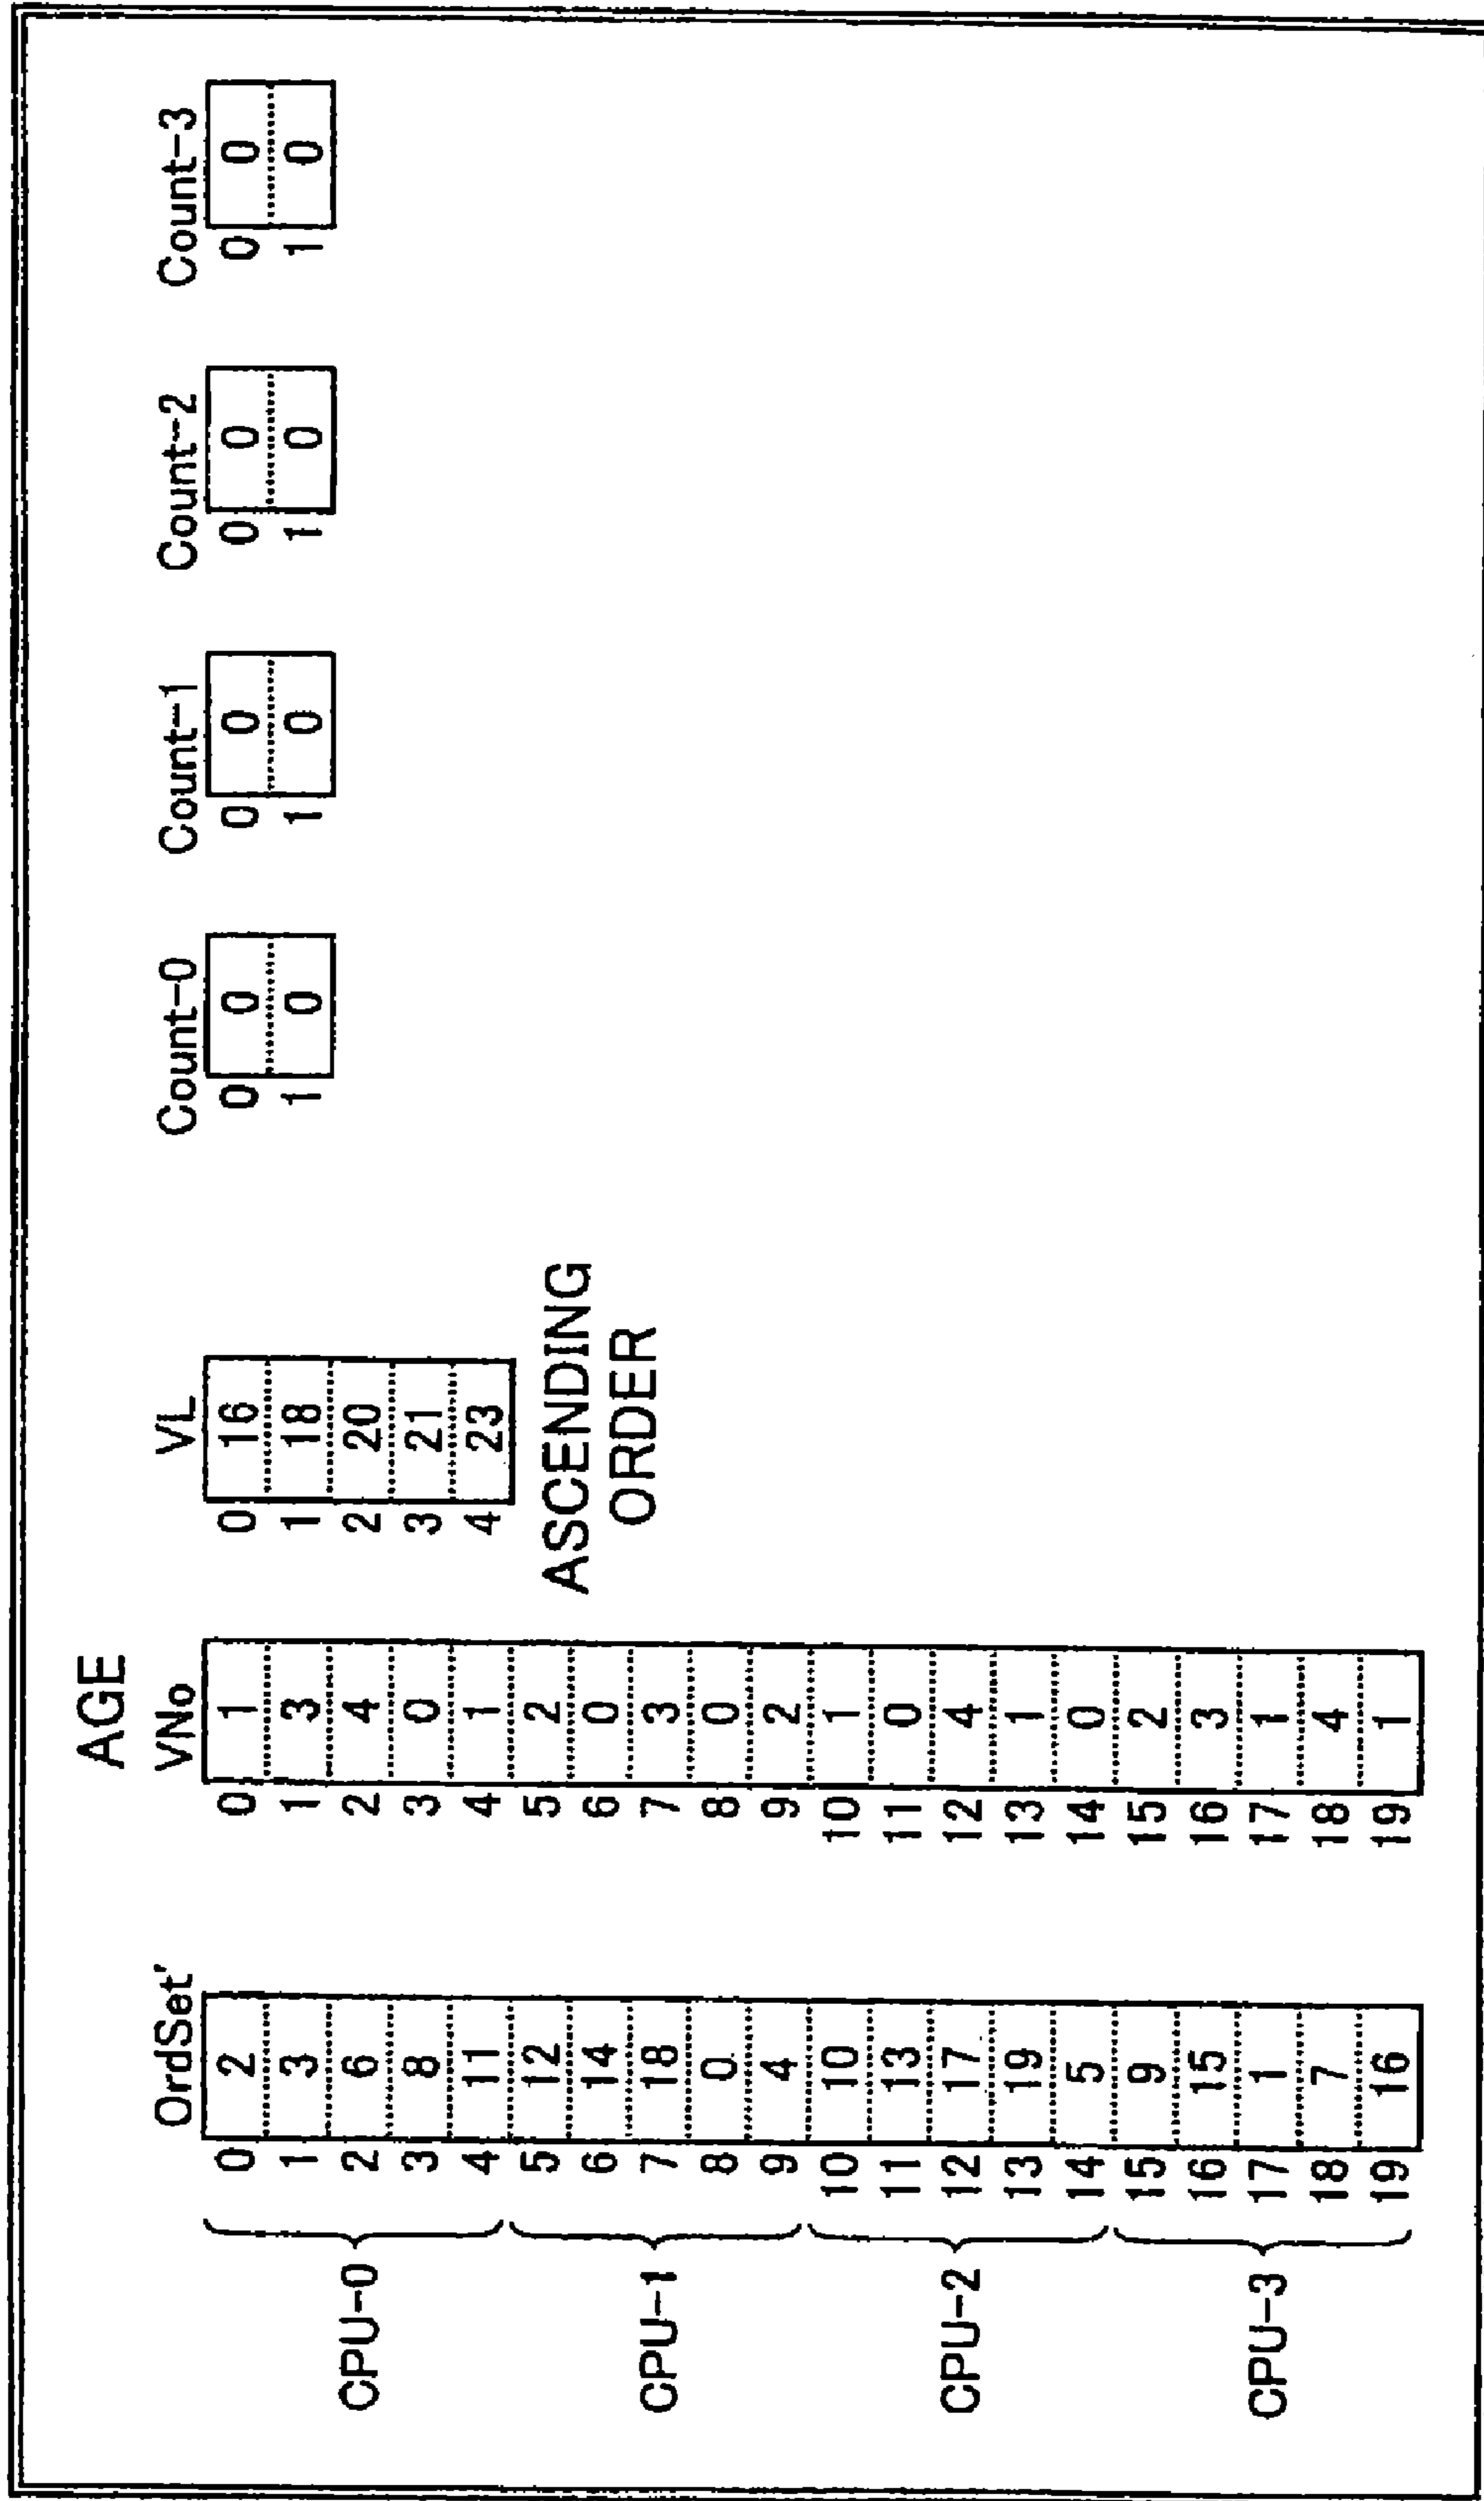 AGE
OrdSet' VNo VL Count-0 Count-1 Count-2 Count-3
CPU-0
CPU-1
CPU-2
CPU-3
0 2 0 1 0 16 0 0 0 0 0 0 0 0
1 3 1 3 1 18 1 0 1 0 1 0 1 0
2 6 2 4 2 20
3 8 3 0 3 21
4 11 4 1 4 23
5 12 5 2 ASCENDING
6 14 6 0 ORDER
7 18 7 3
8 0 8 0
9 4 9 2
10 10 10 1
11 13 11 0
12 17 12 4
13 19 13 1
14 5 14 0
15 9 15 2
16 15 16 3
17 1 17 1
18 7 18 4
19 16 19 1